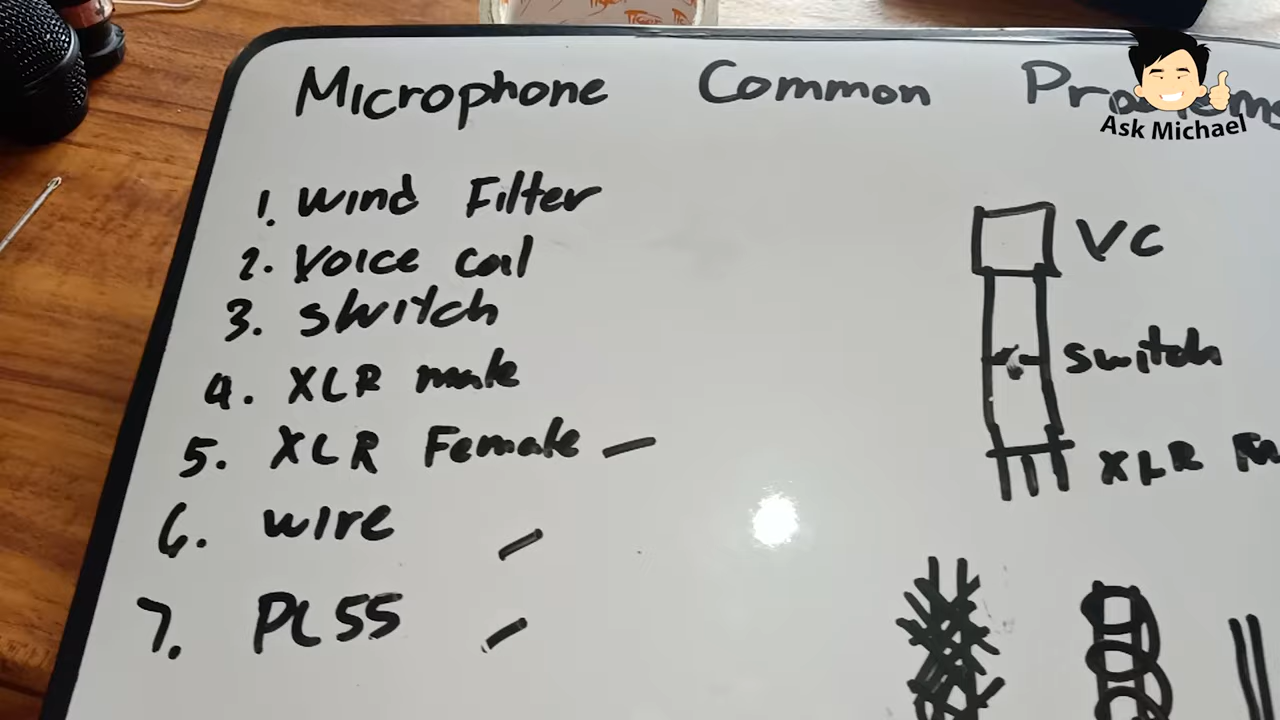 Microphone Common
Ask Michael
1. Wind Filter
2. Voice coil
3. Switch
4. XLR male
5. XLR Female –
6. wire –
7. PL55 –
VC
switch
XLR